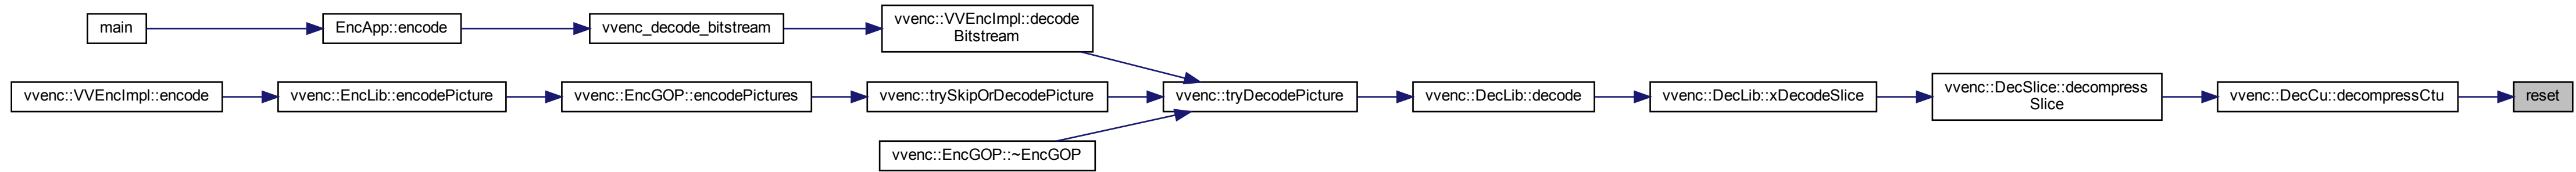 main
EncApp::encode
vvenc_decode_bitstream
vvenc::VVEncImpl::decode
Bitstream
vvenc::VVEncImpl::encode
vvenc::EncLib::encodePicture
vvenc::EncGOP::encodePictures
vvenc::trySkipOrDecodePicture
vvenc::tryDecodePicture
vvenc::DecLib::decode
vvenc::DecLib::xDecodeSlice
vvenc::DecSlice::decompress
Slice
vvenc::DecCu::decompressCtu
reset
vvenc::EncGOP::~EncGOP